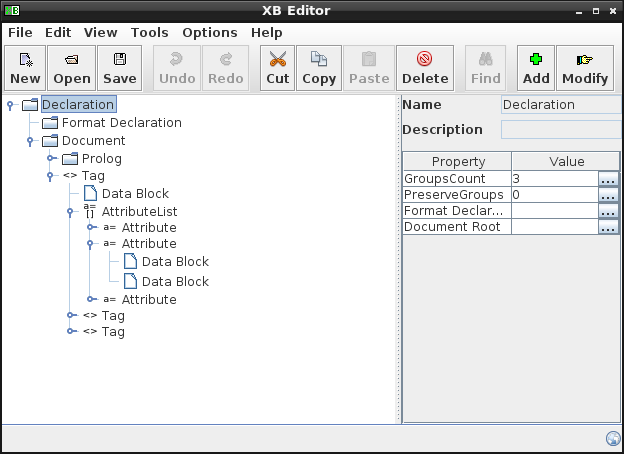 XB
XB Editor
File Edit View Tools Options Help
New Open Save Undo Redo Cut Copy Paste Delete Find Add Modify
Declaration
Format Declaration
Document
Prolog
<> Tag
Data Block
a= [] AttributeList
a= Attribute
a= Attribute
Data Block
Data Block
a= Attribute
<> Tag
<> Tag
Name Declaration
Description
Property Value
GroupsCount 3 ...
PreserveGroups 0 ...
Format Declar... ...
Document Root ...